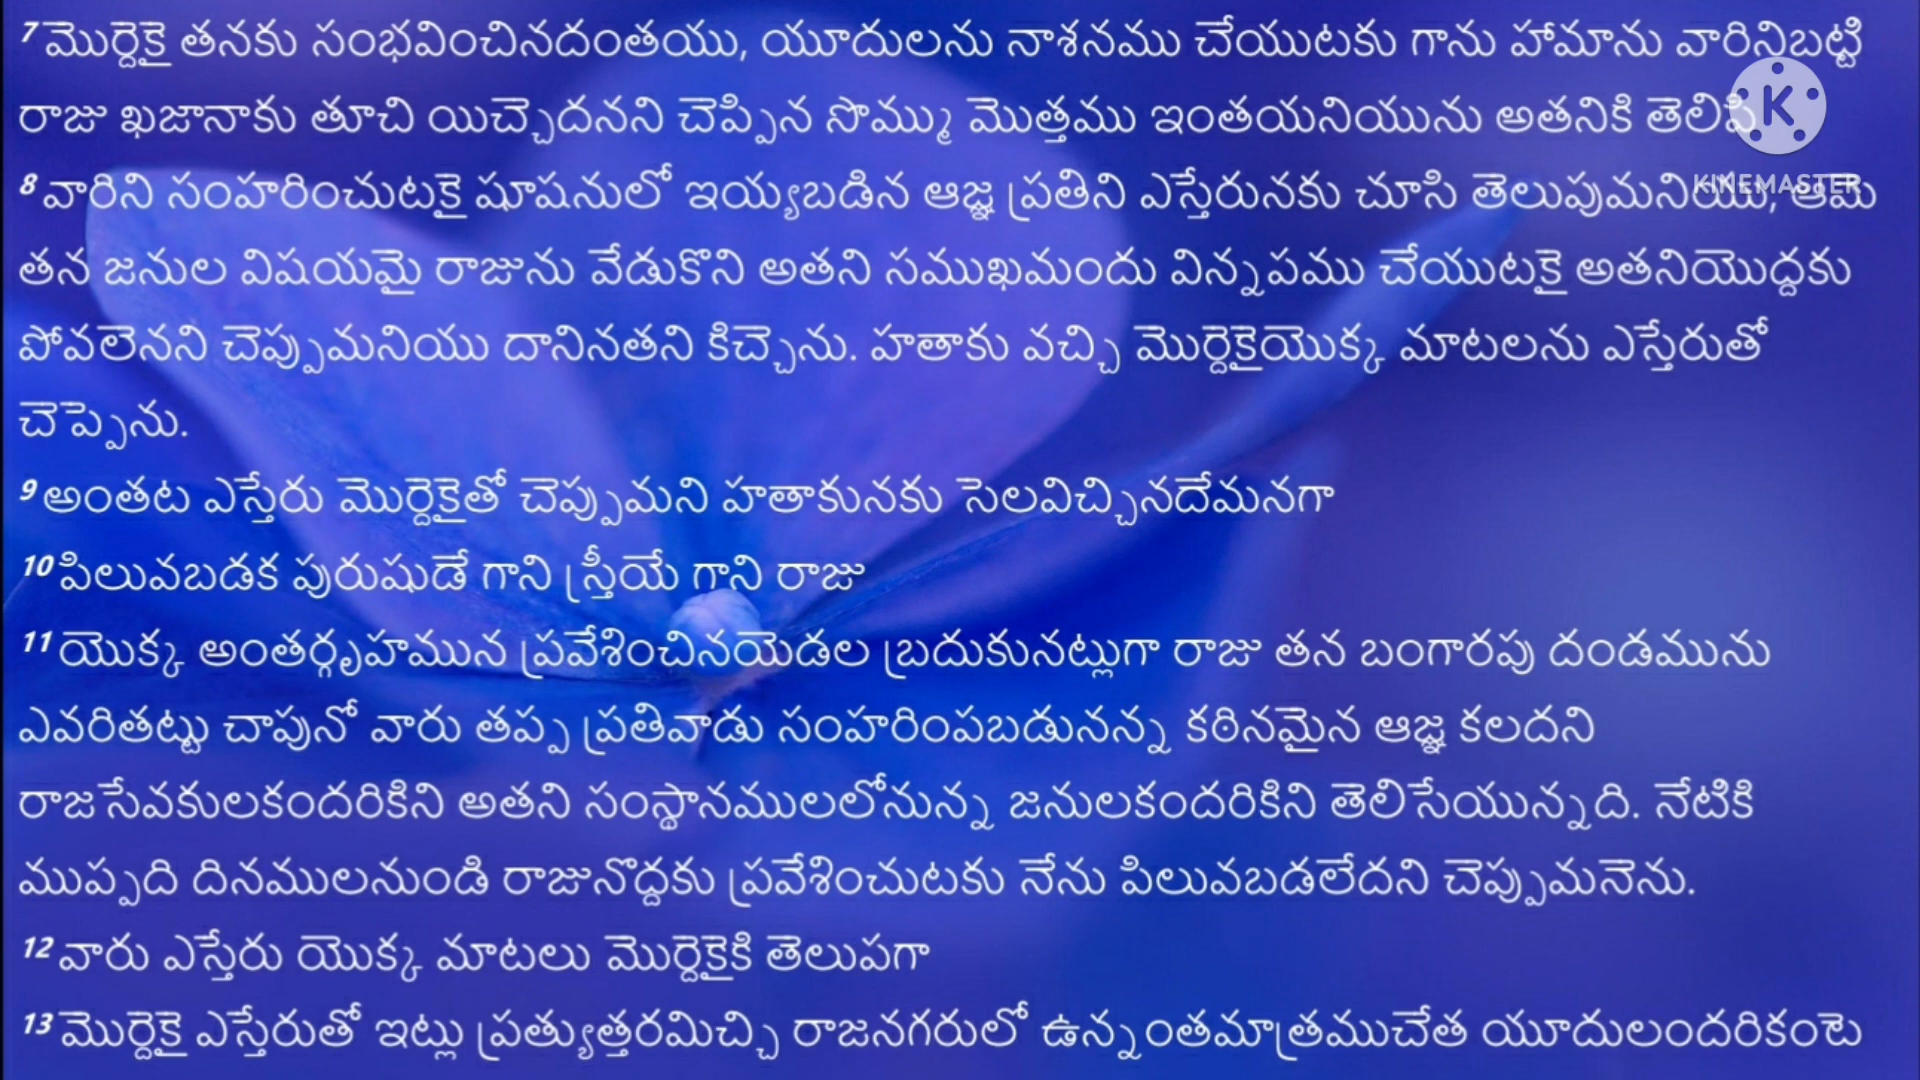 7 మొర్దెకై తనకు సంభవించినదంతయు, యూదులను నాశనము చేయుటకు గాను హామాను వారినిబట్టి
రాజు ఖజానాకు తూచి యిచ్చెదనని చెప్పిన సొమ్ము మొత్తము ఇంతయనియును అతనికి తెలిపి
8 వారిని సంహరించుటకై షూషనులో ఇయ్యబడిన ఆజ్ఞ ప్రతిని ఎస్తేరునకు చూసి తెలుపుమనియు, ఆమె
KINEMASTER
తన జనుల విషయమై రాజును వేడుకొని అతని సముఖమందు విన్నపము చేయుటకై అతనియొద్దకు
పోవలెనని చెప్పుమనియు దానినతని కిచ్చెను. హతాకు వచ్చి మొర్దెకైయొక్క మాటలను ఎస్తేరుతో
చెప్పెను.
9 అంతట ఎస్తేరు మొర్దెకైతో చెప్పుమని హతాకునకు సెలవిచ్చినదేమనగా
10 పిలువబడక పురుషుడే గాని స్త్రీయే గాని రాజు
11 యొక్క అంతర్గృహమున ప్రవేశించినయెడల బ్రదుకునట్లుగా రాజు తన బంగారపు దండమును
ఎవరితట్టు చాపునో వారు తప్ప ప్రతివాడు సంహరింపబడునన్న కఠినమైన ఆజ్ఞ కలదని
రాజసేవకులకందరికిని అతని సంస్థానములలోనున్న జనులకందరికిని తెలిసేయున్నది. నేటికి
ముప్పది దినములనుండి రాజునొద్దకు ప్రవేశించుటకు నేను పిలువబడలేదని చెప్పుమనెను.
12 వారు ఎస్తేరు యొక్క మాటలు మొర్దెకైకి తెలుపగా
13 మొర్దెకై ఎస్తేరుతో ఇట్లు ప్రత్యుత్తరమిచ్చి రాజనగరులో ఉన్నంతమాత్రముచేత యూదులందరికంటె